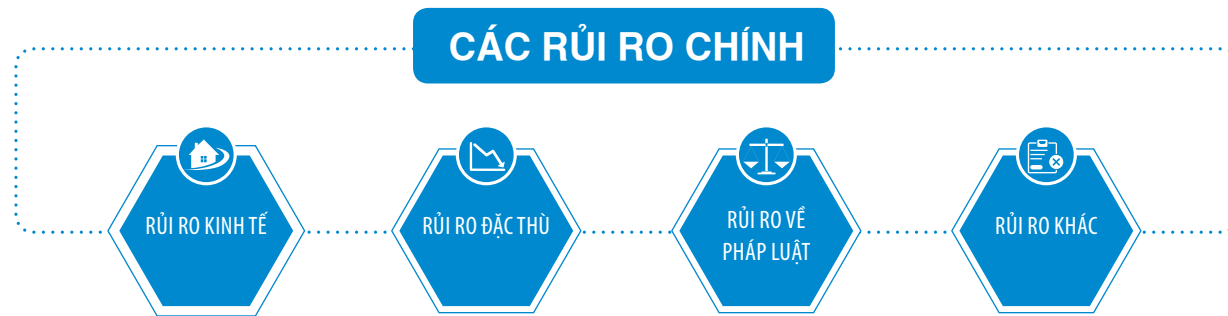 CÁC RỦI RO CHÍNH
RỦI RO KINH TẾ
RỦI RO ĐẶC THÙ
RỦI RO VỀ
PHÁP LUẬT
RỦI RO KHÁC